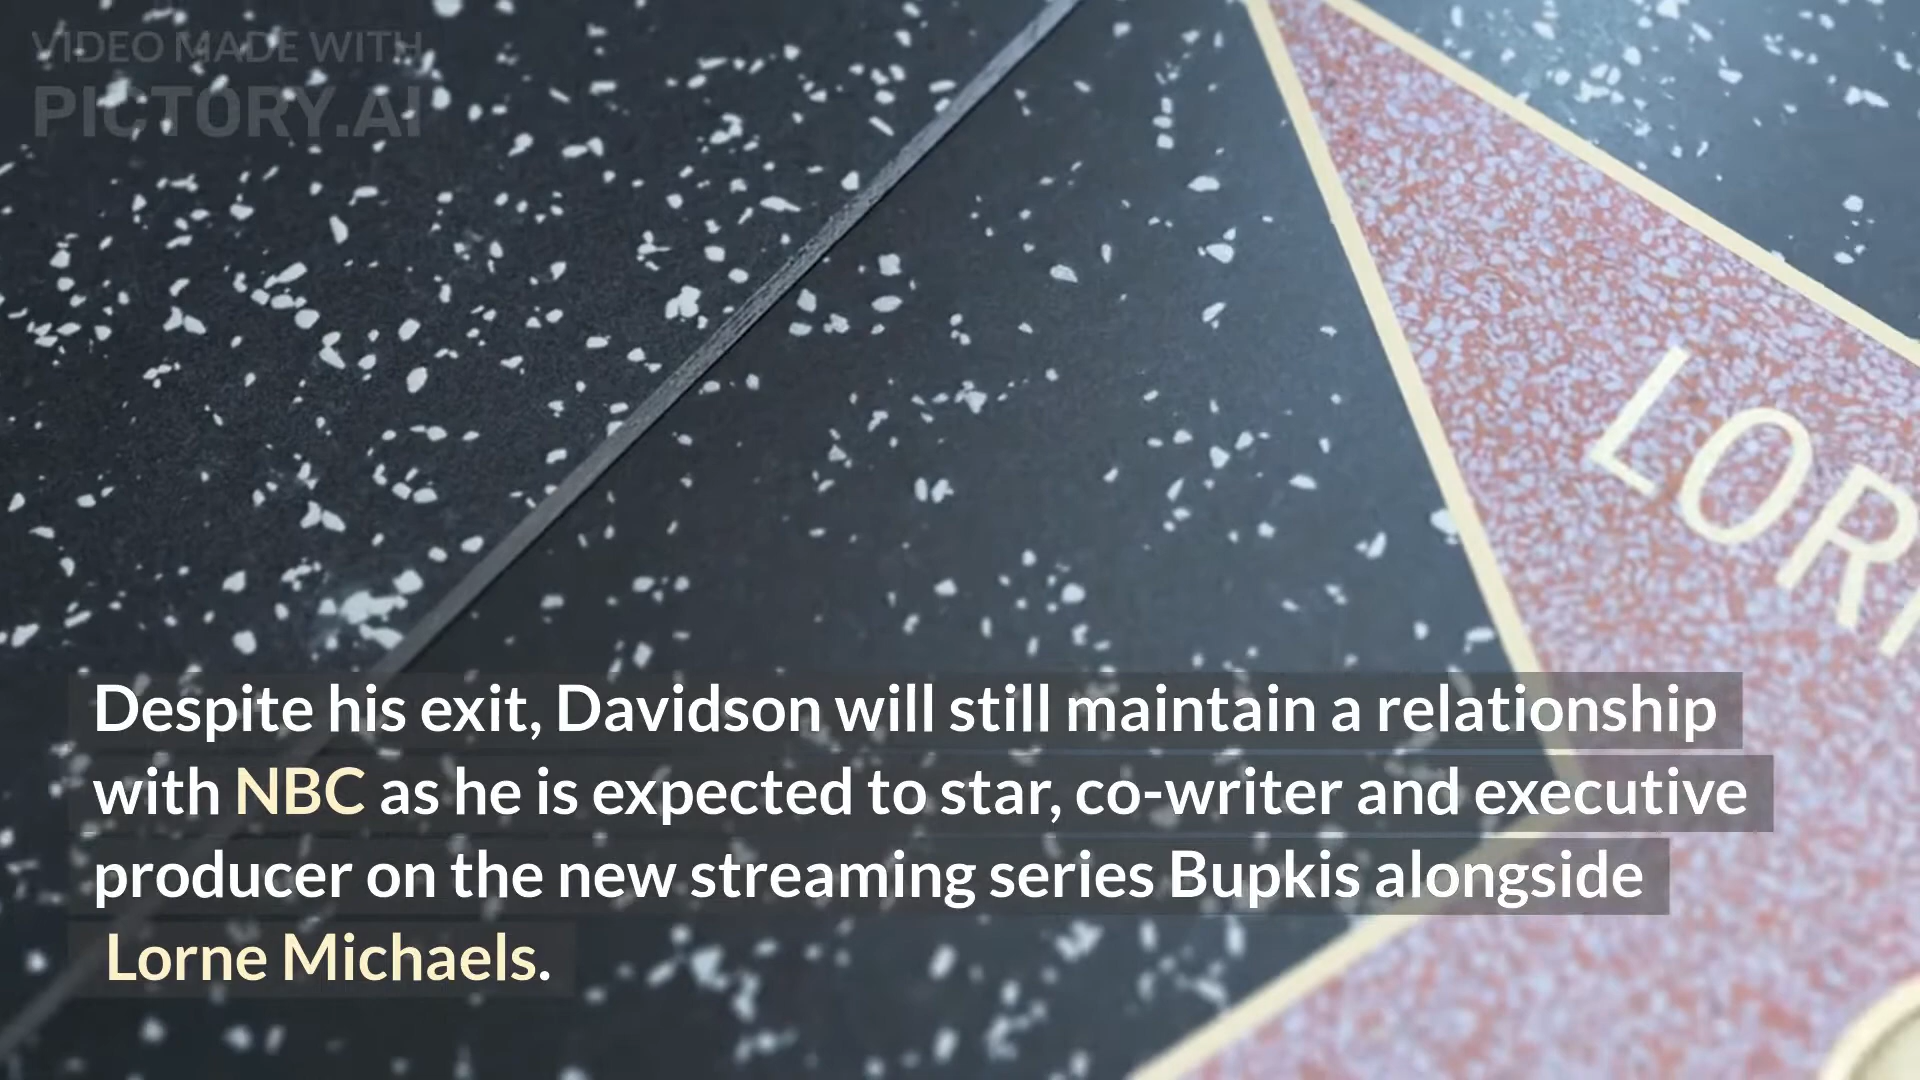 VIDEO MADE WITH
PICTORY.AI
LORI
Despite his exit, Davidson will still maintain a relationship
with NBC as he is expected to star, co-writer and executive
producer on the new streaming series Bupkis alongside
Lorne Michaels.